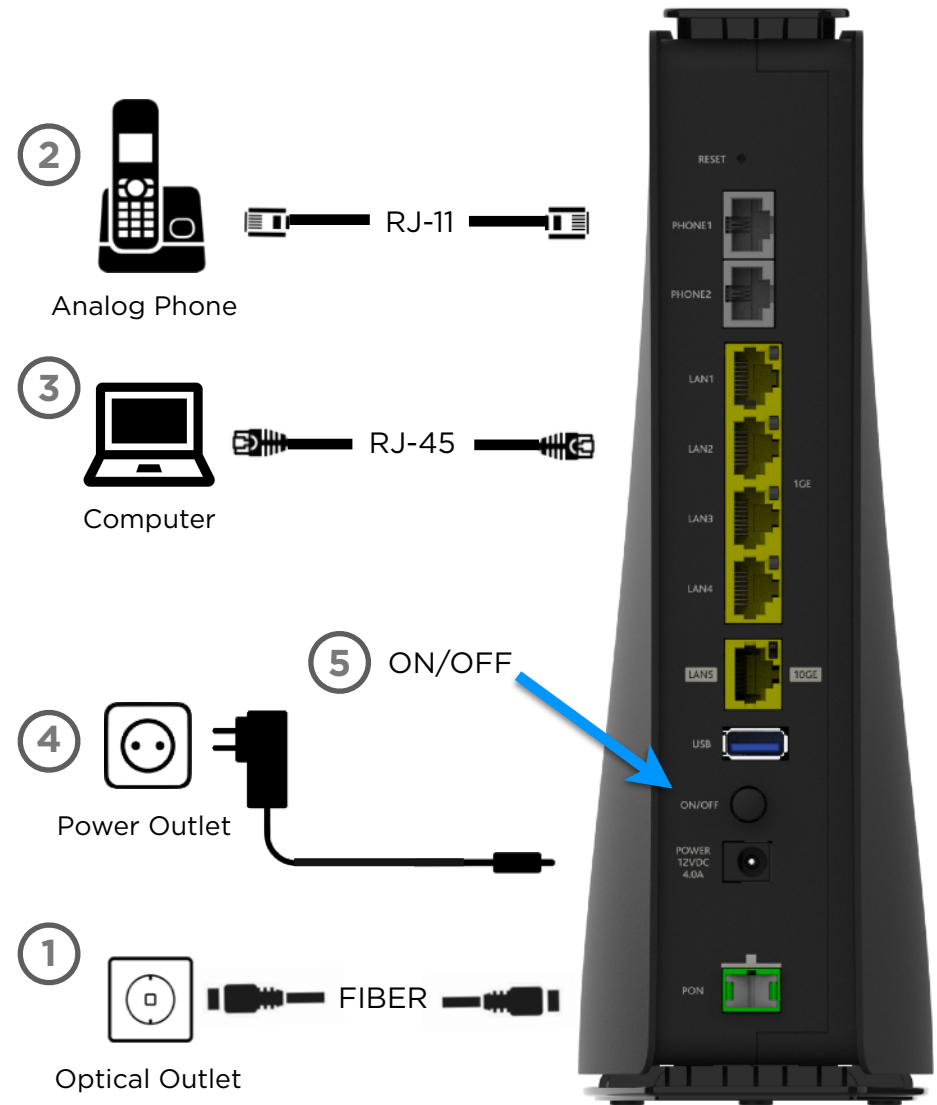 2
Analog Phone
RJ-11
3
Computer
RJ-45
5 ON/OFF
4
Power Outlet
1
Optical Outlet
FIBER
RESET
PHONE1
PHONE2
LAN1
LAN2
LAN3
LAN4
1GE
LAN5
10GE
USB
ON/OFF
POWER
12VDC
4.0A
PON